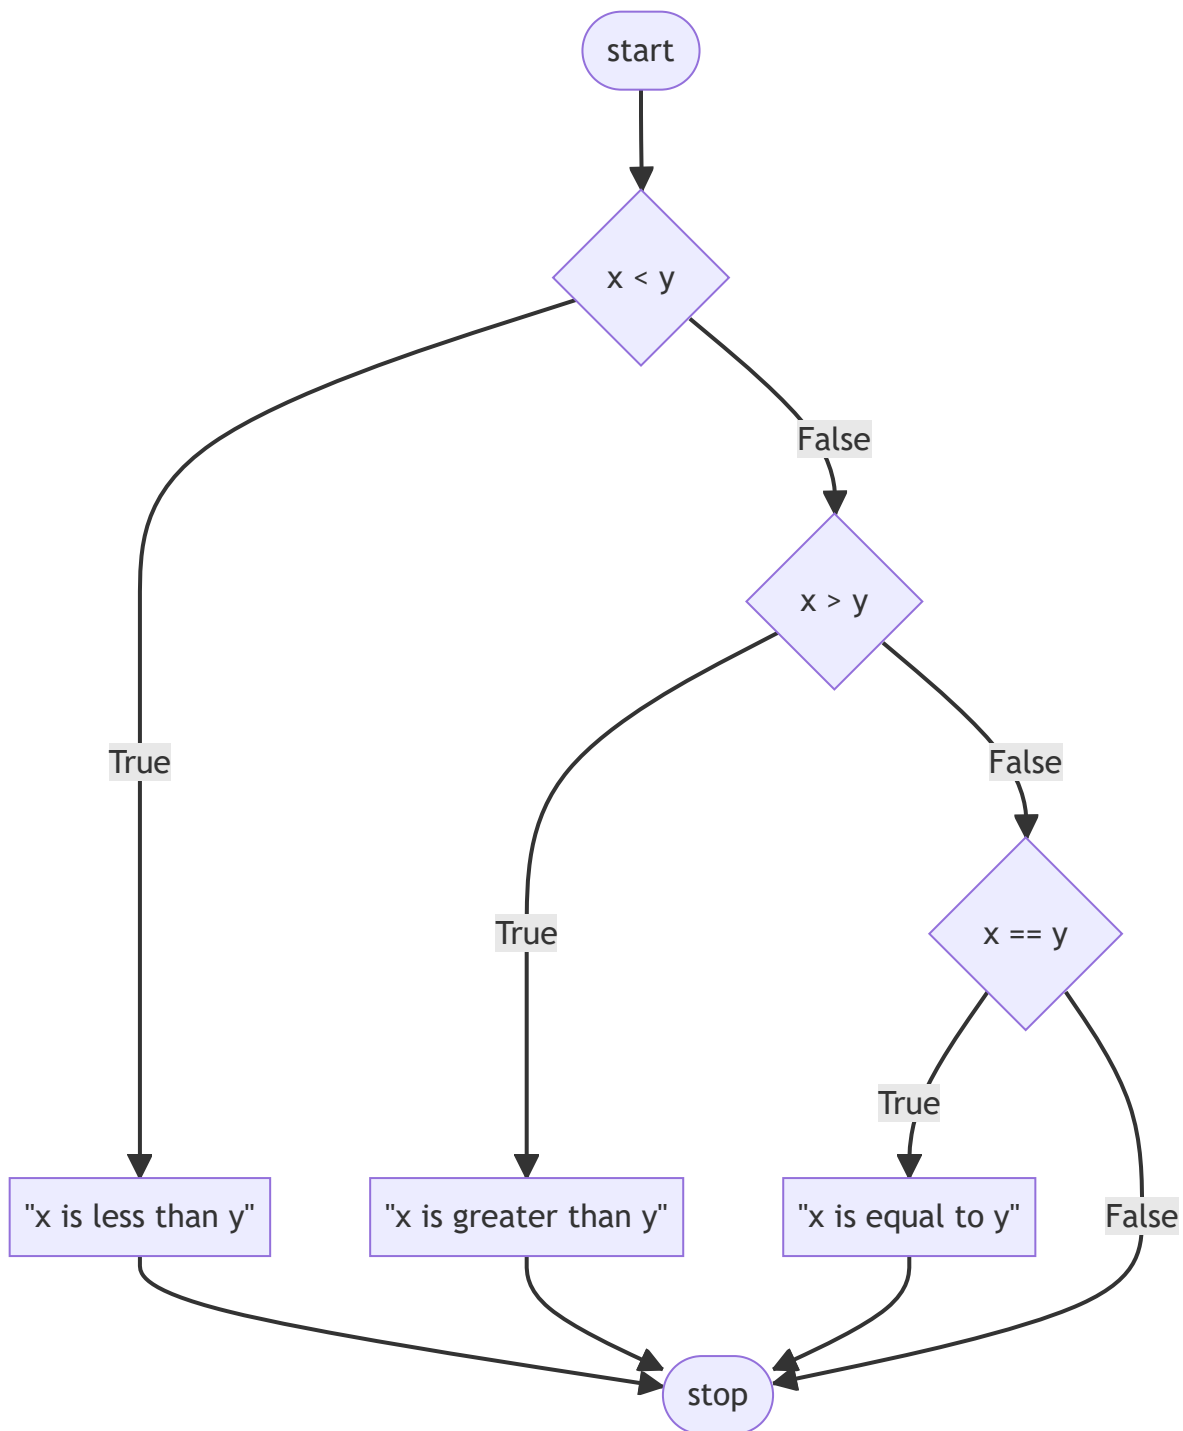 start
x < y
False
x > y
True
False
True
x == y
True
"x is less than y"
"x is greater than y"
"x is equal to y"
False
stop